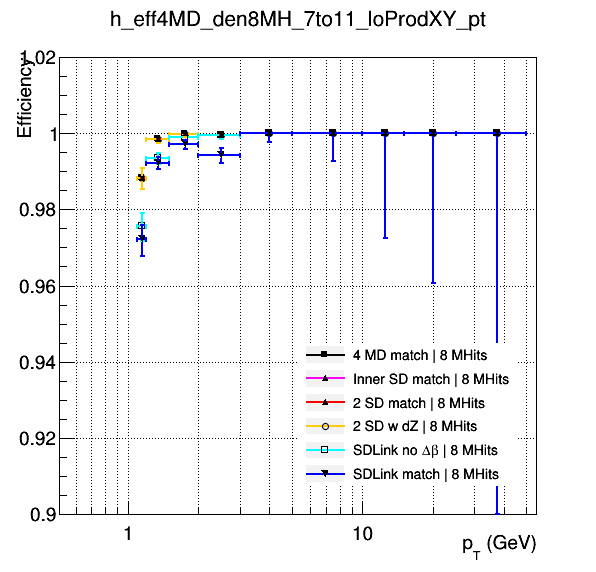 h_eff4MD_den8MH_7to11_loProdXY_pt
Efficiency
1.02
1
0.98
0.96
0.94
0.92
0.9
4 MD match | 8 MHits
Inner SD match | 8 MHits
2 SD match | 8 MHits
2 SD w dZ | 8 MHits
SDLink no Δβ | 8 MHits
SDLink match | 8 MHits
1
10
p_T (GeV)